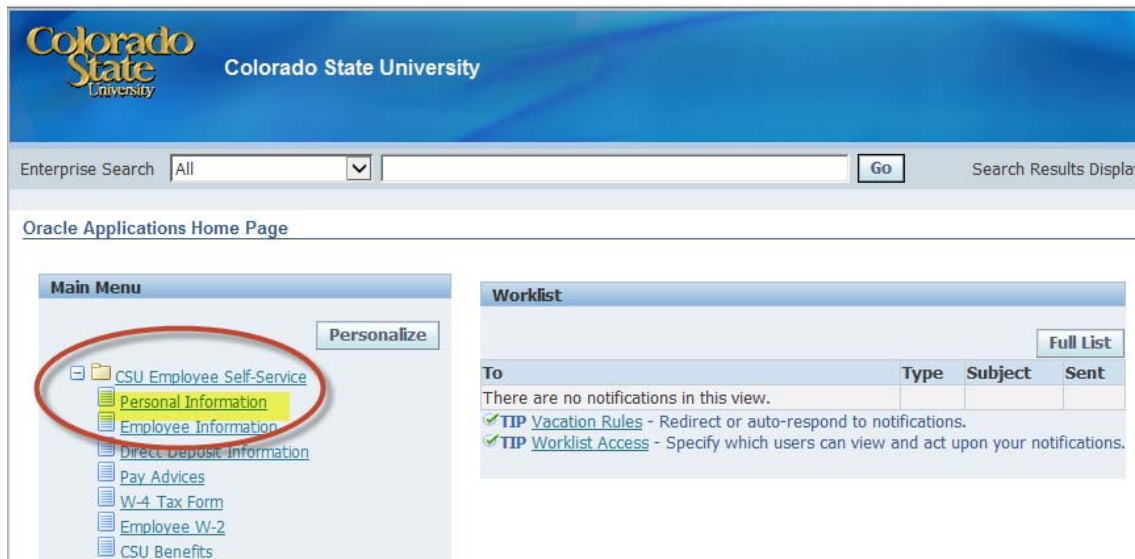 Colorado
State
University
Colorado State University
Enterprise Search All Go Search Results Displa
Oracle Applications Home Page
Main Menu
Personalize
CSU Employee Self-Service
Personal Information
Employee Information
Direct Deposit Information
Pay Advices
W-4 Tax Form
Employee W-2
CSU Benefits
Worklist
Full List
To Type Subject Sent
There are no notifications in this view.
TIP Vacation Rules - Redirect or auto-respond to notifications.
TIP Worklist Access - Specify which users can view and act upon your notifications.